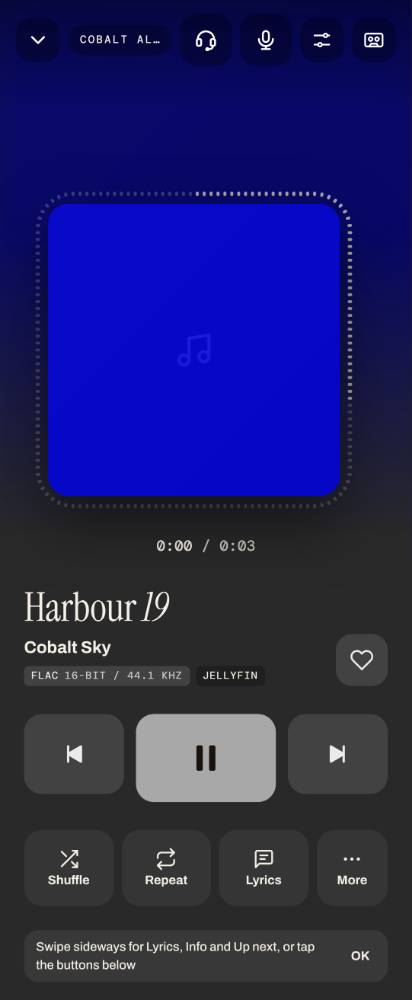 COBALT AL…
0:00 / 0:03
Harbour 19
Cobalt Sky
FLAC 16-BIT / 44.1 KHZ JELLYFIN
Shuffle Repeat Lyrics More
Swipe sideways for Lyrics, Info and Up next, or tap
the buttons below
OK